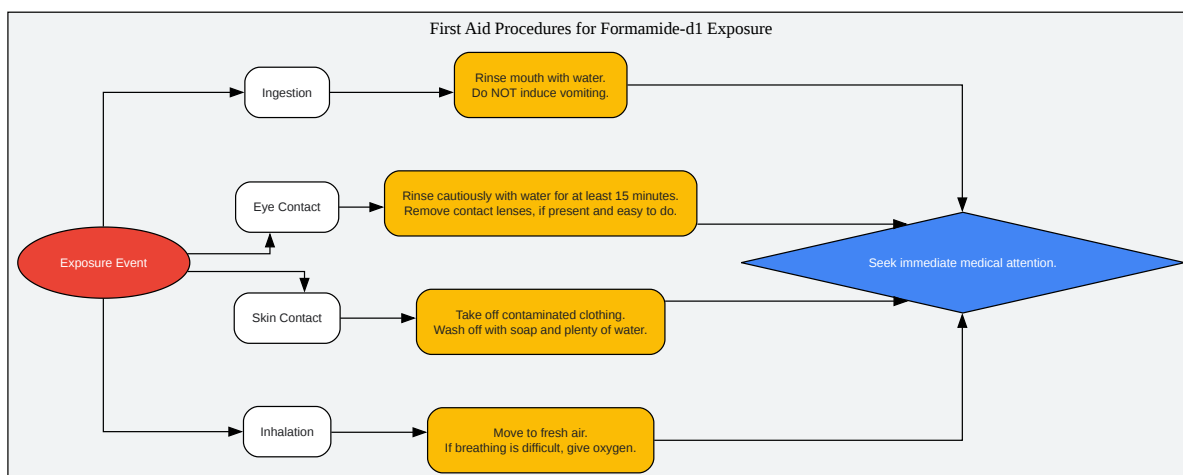 First Aid Procedures for Formamide-d1 Exposure
Ingestion
Rinse mouth with water.
Do NOT induce vomiting.
Eye Contact
Rinse cautiously with water for at least 15 minutes.
Remove contact lenses, if present and easy to do.
Exposure Event
Seek immediate medical attention.
Skin Contact
Take off contaminated clothing.
Wash off with soap and plenty of water.
Inhalation
Move to fresh air.
If breathing is difficult, give oxygen.